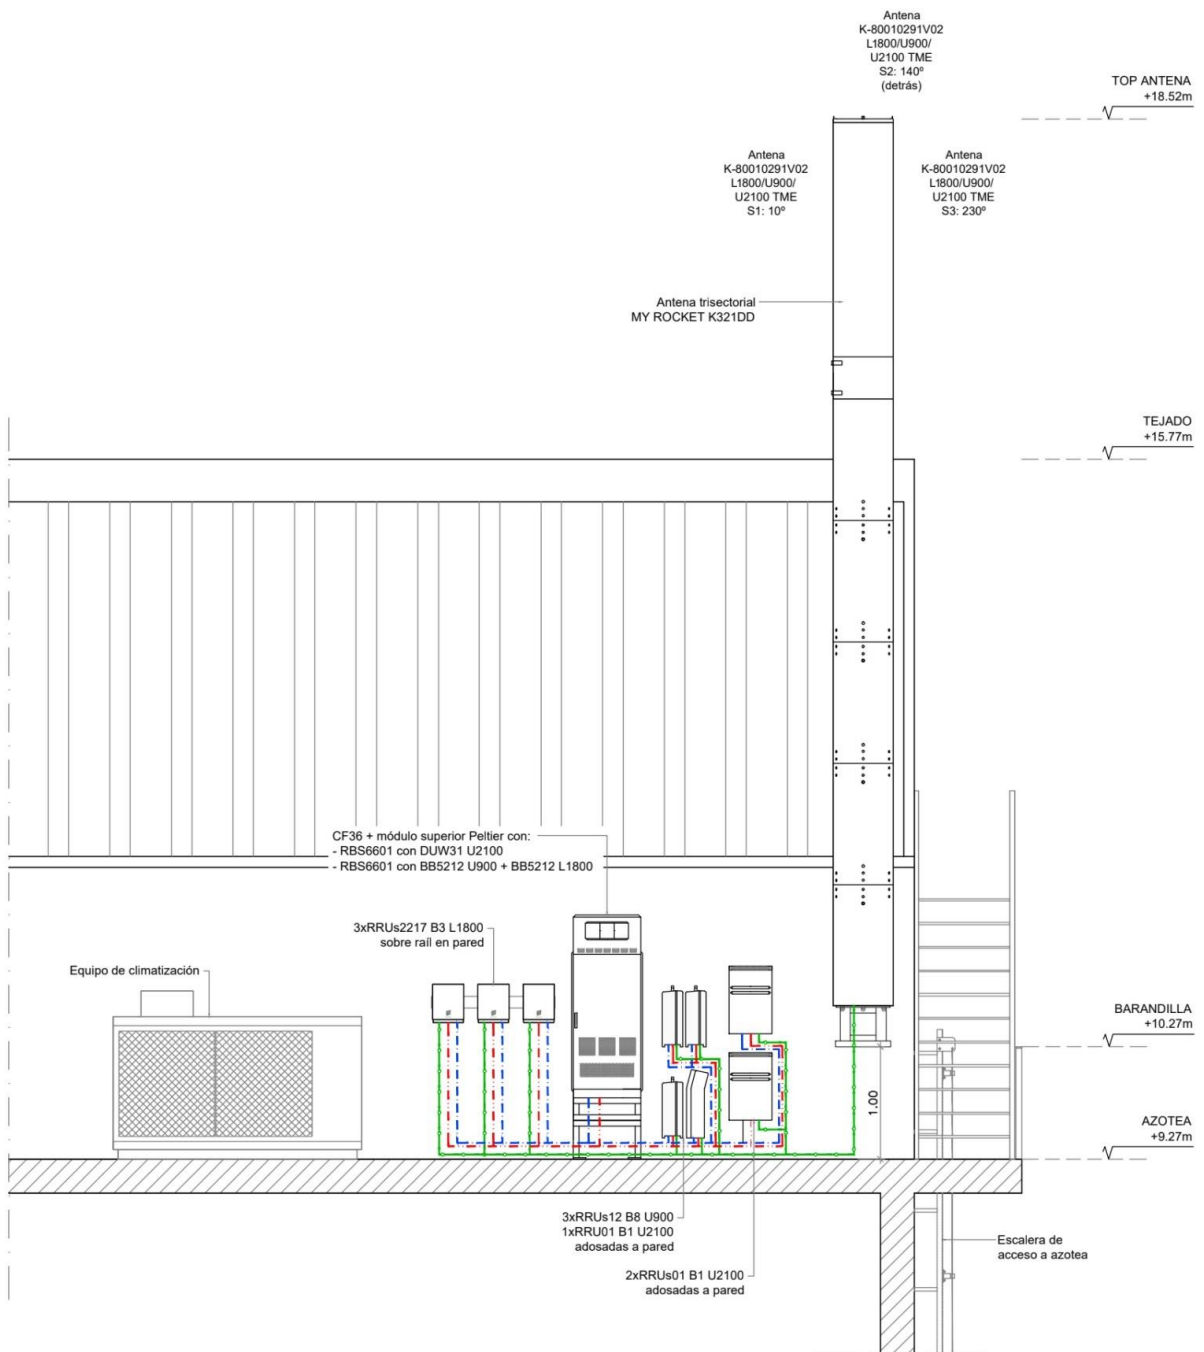 Antena
K-80010291V02
L1800/U900/
U2100 TME
S2: 140º
(detrás)
TOP ANTENA
+18.52m
Antena
K-80010291V02
L1800/U900/
U2100 TME
S1: 10º
Antena
K-80010291V02
L1800/U900/
U2100 TME
S3: 230º
Antena trisectorial
MY ROCKET K321DD
TEJADO
+15.77m
CF36 + módulo superior Peltier con:
- RBS6601 con DUW31 U2100
- RBS6601 con BB5212 U900 + BB5212 L1800
3xRRUs2217 B3 L1800
sobre raíl en pared
Equipo de climatización
BARANDILLA
+10.27m
1.00
AZOTEA
+9.27m
3xRRUs12 B8 U900
1xRRU01 B1 U2100
adosadas a pared
Escalera de
acceso a azotea
2xRRUs01 B1 U2100
adosadas a pared